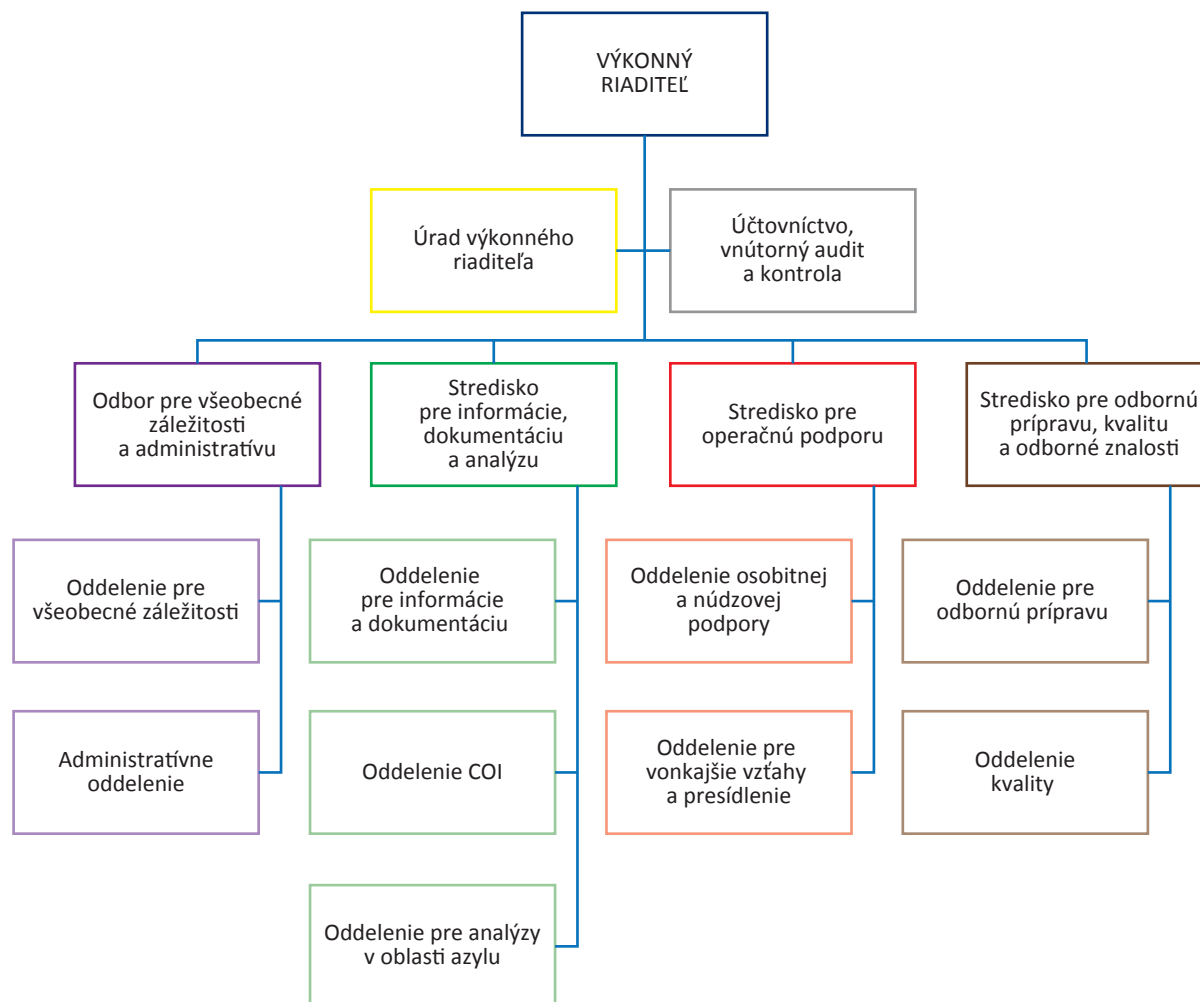 VÝKONNÝ
RIADITEĽ
Úrad výkonného
riaditeľa
Účtovníctvo,
vnútorný audit
a kontrola
Odbor pre všeobecné
záležitosti
a administratívu
Stredisko
pre informácie,
dokumentáciu
a analýzu
Stredisko pre
operačnú podporu
Stredisko pre odbornú
prípravu, kvalitu
a odborné znalosti
Oddelenie pre
všeobecné záležitosti
Oddelenie
pre informácie
a dokumentáciu
Oddelenie osobitnej
a núdzovej
podpory
Oddelenie pre
odbornú prípravu
Administratívne
oddelenie
Oddelenie COI
Oddelenie pre
vonkajšie vzťahy
a presídlenie
Oddelenie
kvality
Oddelenie pre analýzy
v oblasti azylu